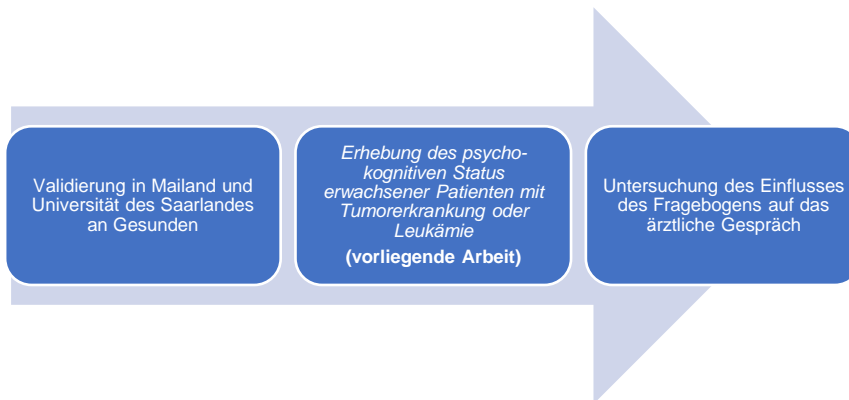 Validierung in Mailand und
Universität des Saarlandes
an Gesunden
Erhebung des psycho-
kognitiven Status
erwachsener Patienten mit
Tumorerkrankung oder
Leukämie
(vorliegende Arbeit)
Untersuchung des Einflusses
des Fragebogens auf das
ärztliche Gespräch